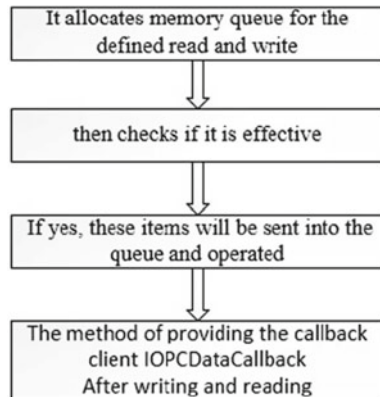 It allocates memory queue for the
defined read and write
then checks if it is effective
If yes, these items will be sent into the
queue and operated
The method of providing the callback
client IOPCDataCallback
After writing and reading